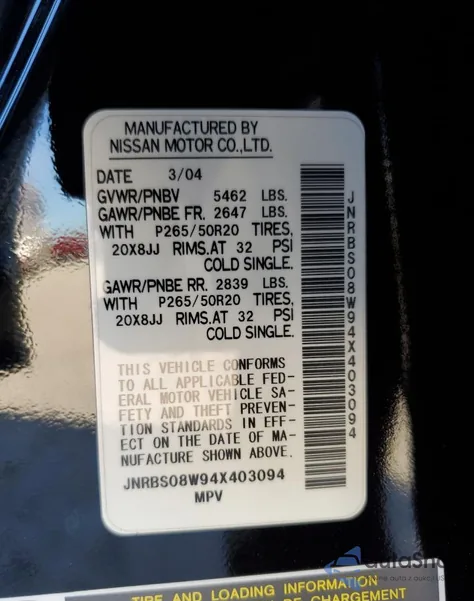 MANUFACTURED BY
NISSAN MOTOR CO.,LTD.
DATE 3/04
GVWR/PNBV 5462 LBS.
GAWR/PNBE FR. 2647 LBS.
WITH P265/50R20 TIRES,
20X8JJ RIMS.AT 32 PSI
COLD SINGLE.
GAWR/PNBE RR. 2839 LBS.
WITH P265/50R20 TIRES,
20X8JJ RIMS.AT 32 PSI
COLD SINGLE.
THIS VEHICLE CONFORMS
TO ALL APPLICABLE FED-
ERAL MOTOR VEHICLE SA-
FETY AND THEFT PREVEN-
TION STANDARDS IN EFF-
ECT ON THE DATE OF MA-
NUFACTURE SHOWN ABOVE.
JNRBS08W94X403094
MPV
JNRBS08W94X403094
TIRE AND LOADING INFORMATION
DE CHARGEMENT